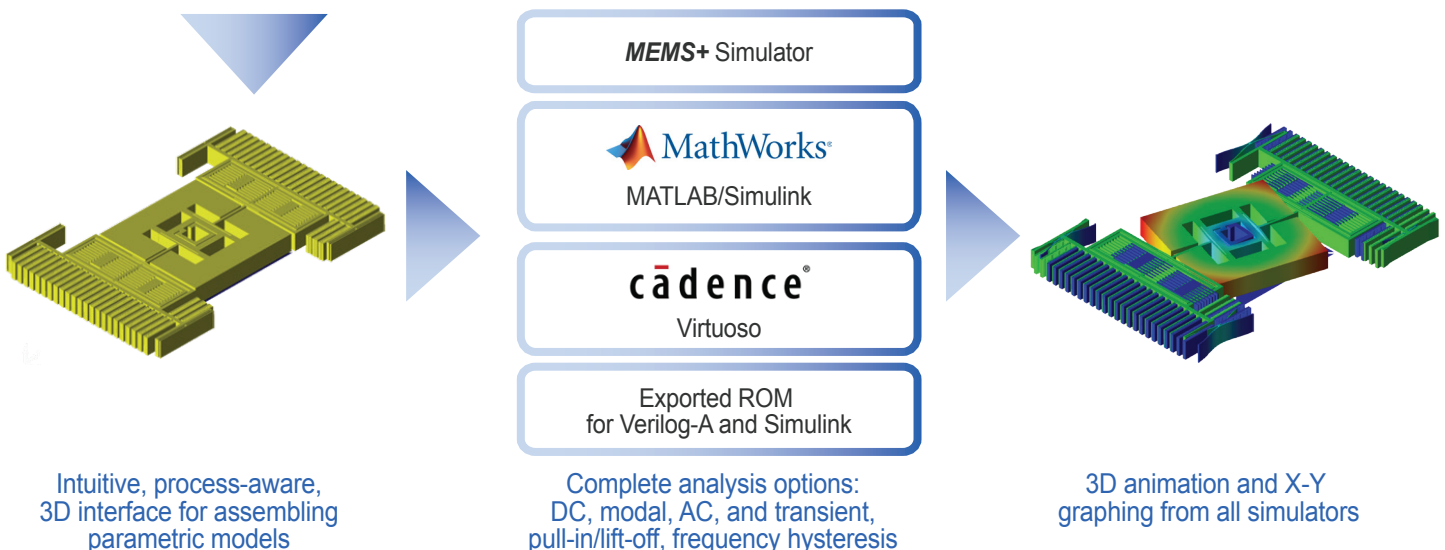 MEMS+ Simulator
MathWorks®
MATLAB/Simulink
cādence®
Virtuoso
Exported ROM
for Verilog-A and Simulink
Intuitive, process-aware,
3D interface for assembling
parametric models
Complete analysis options:
DC, modal, AC, and transient,
pull-in/lift-off, frequency hysteresis
3D animation and X-Y
graphing from all simulators